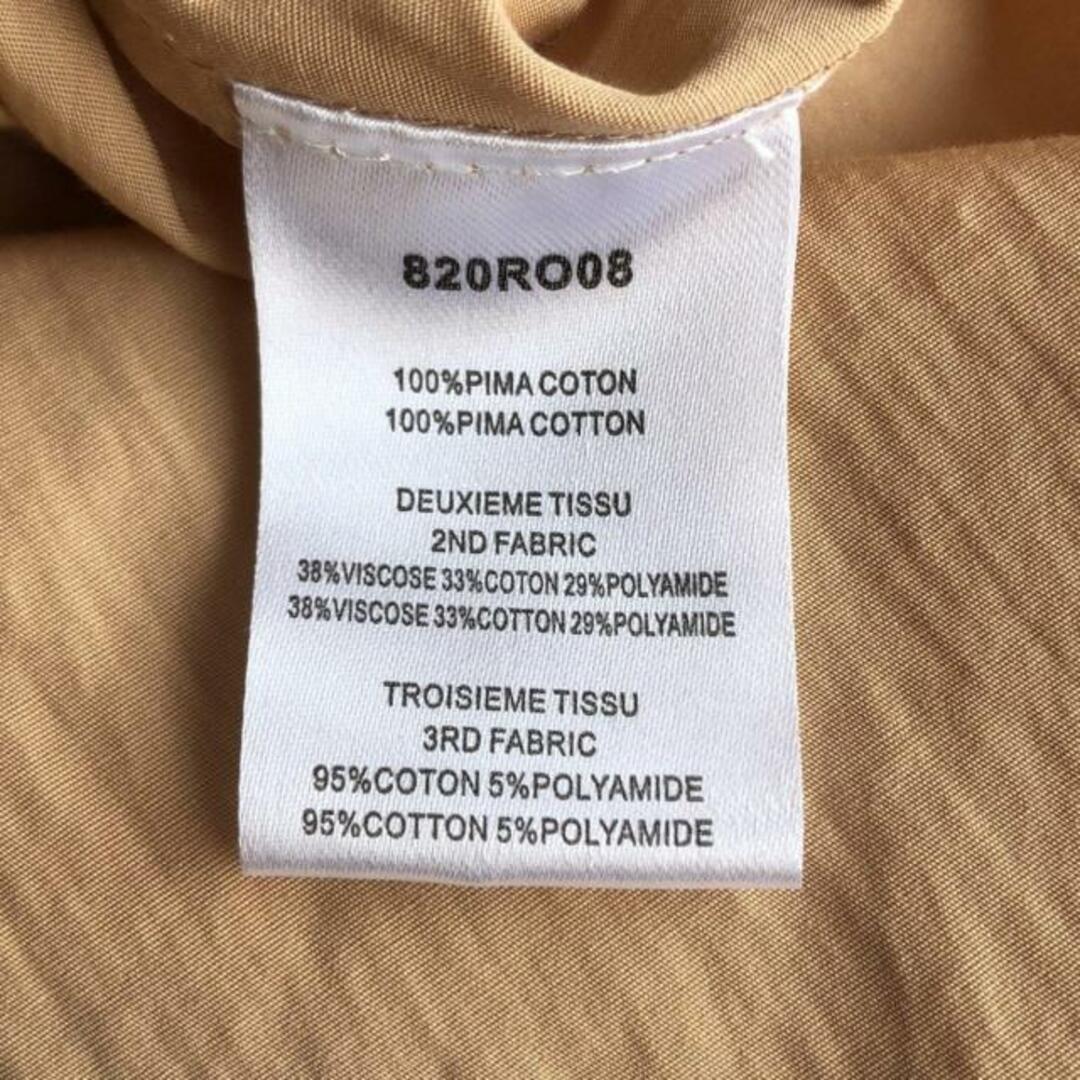 820RO08
100%PIMA COTON
100%PIMA COTTON
DEUXIEME TISSU
2ND FABRIC
38%VISCOSE 33%COTON 29%POLYAMIDE
38%VISCOSE 33%COTTON 29%POLYAMIDE
TROISIEME TISSU
3RD FABRIC
95%COTON 5%POLYAMIDE
95%COTTON 5%POLYAMIDE